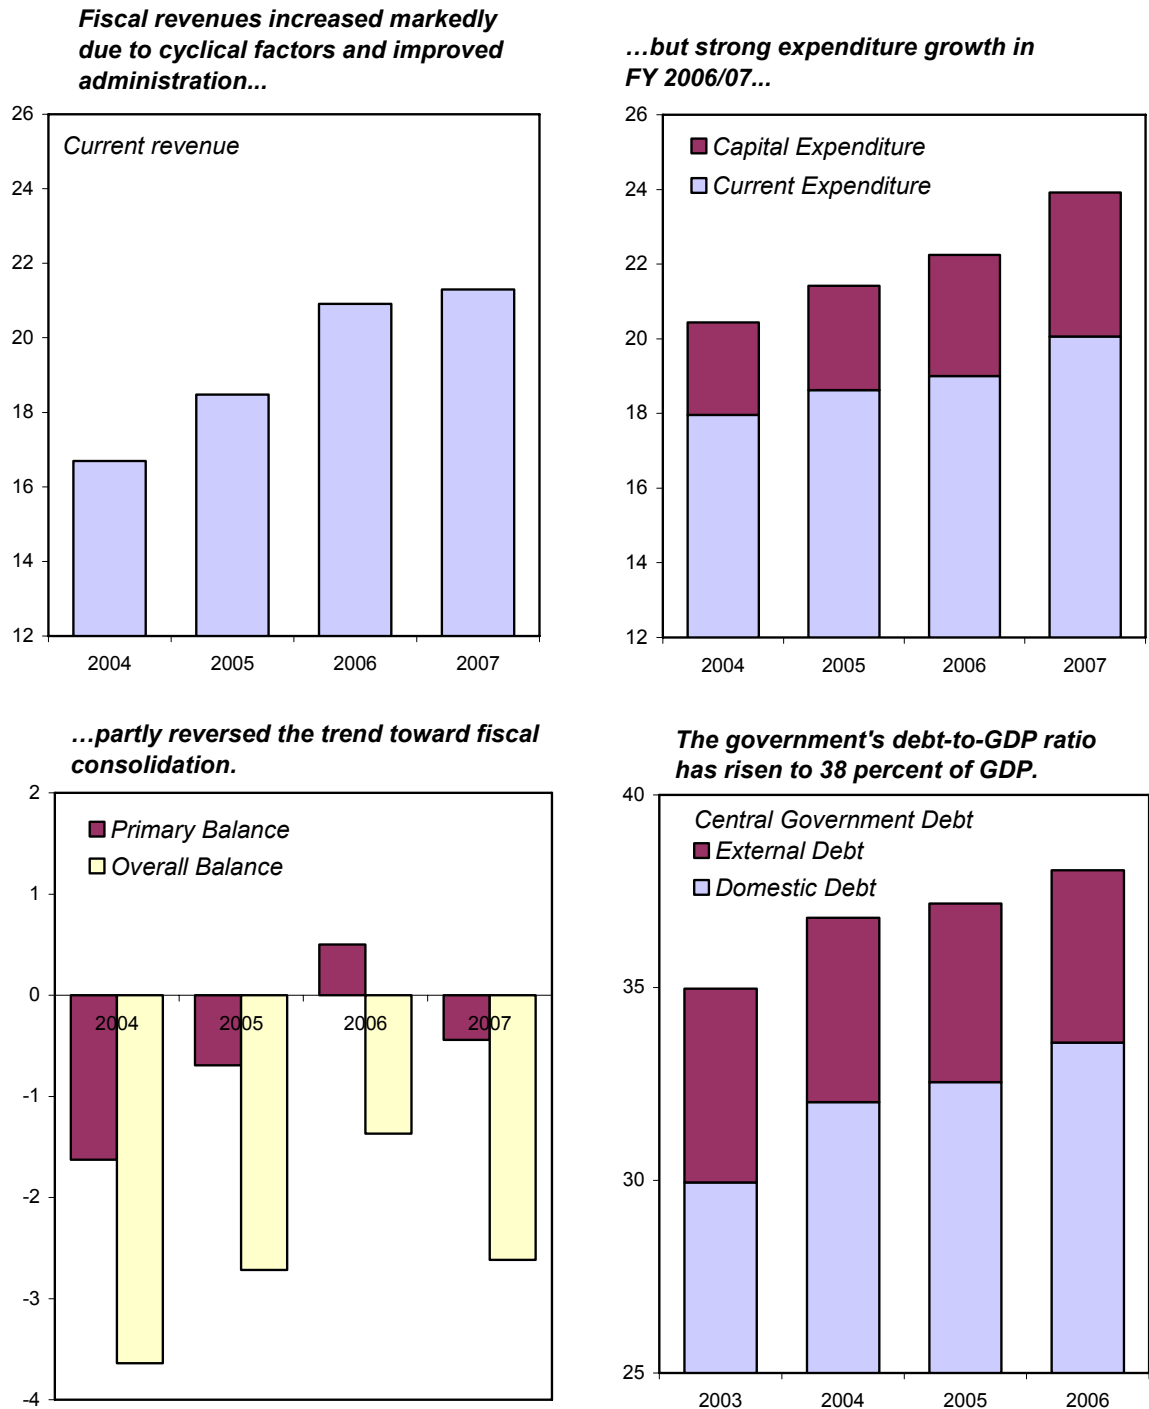 Fiscal revenues increased markedly
due to cyclical factors and improved
administration...
26
24
22
20
18
16
14
12
Current revenue
2004 2005 2006 2007
…but strong expenditure growth in
FY 2006/07...
26
24
22
20
18
16
14
12
Capital Expenditure
Current Expenditure
2004 2005 2006 2007
…partly reversed the trend toward fiscal
consolidation.
2
1
0
-1
-2
-3
-4
Primary Balance
Overall Balance
2004 2005 2006 2007
The government's debt-to-GDP ratio
has risen to 38 percent of GDP.
40
35
30
25
Central Government Debt
External Debt
Domestic Debt
2003 2004 2005 2006